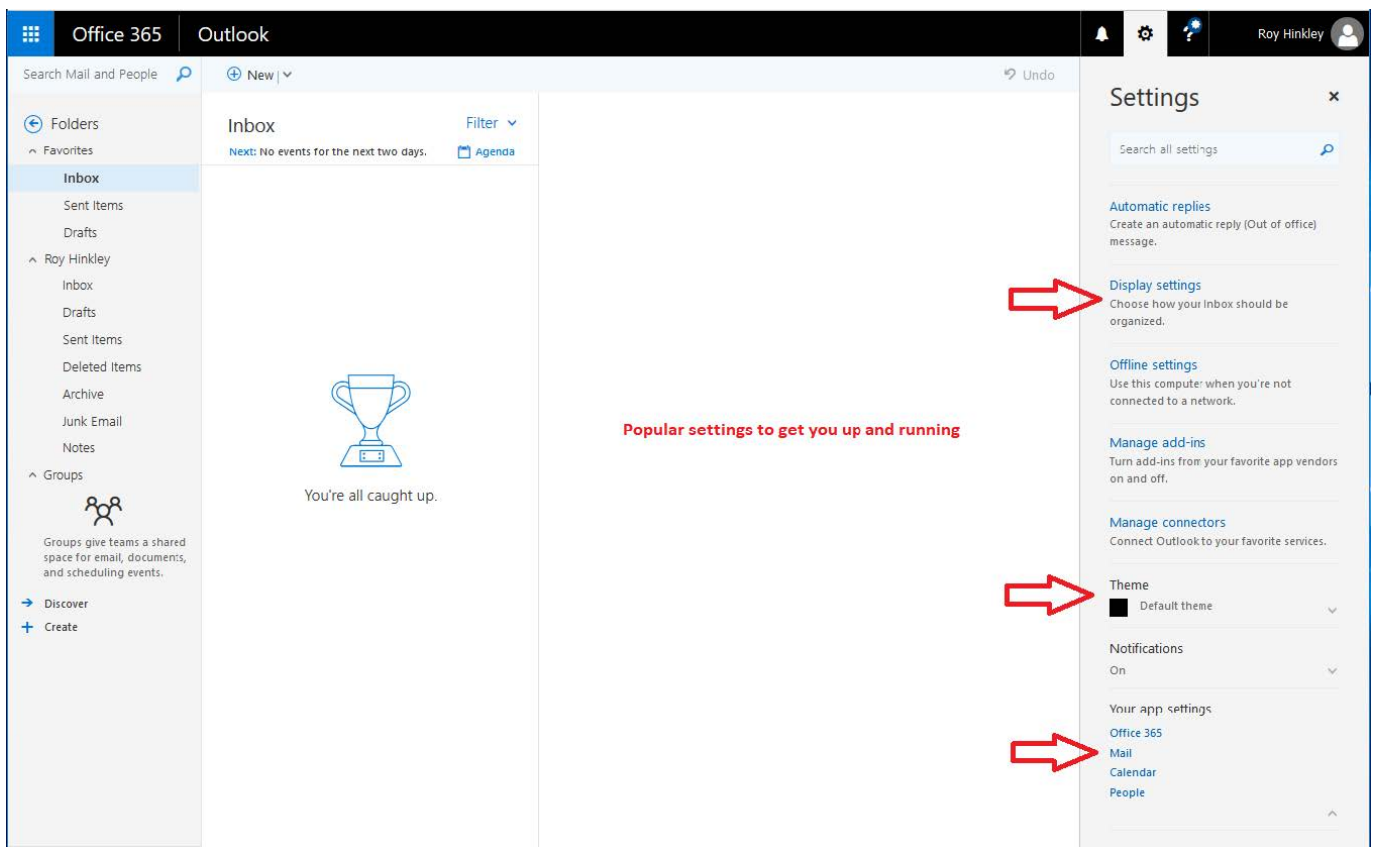 Office 365
Outlook
Roy Hinkley
Search Mail and People
New
Undo
Folders
Favorites
Inbox
Sent Items
Drafts
Roy Hinkley
Inbox
Drafts
Sent Items
Deleted Items
Archive
Junk Email
Notes
Groups
Groups give teams a shared
space for email, documents,
and scheduling events.
Discover
Create
Inbox
Filter
Next: No events for the next two days.
Agenda
You're all caught up.
Popular settings to get you up and running
Settings
Search all settings
Automatic replies
Create an automatic reply (Out of office)
message.
Display settings
Choose how your Inbox should be
organized.
Offline settings
Use this computer when you're not
connected to a network.
Manage add-ins
Turn add-ins from your favorite app vendors
on and off.
Manage connectors
Connect Outlook to your favorite services.
Theme
Default theme
Notifications
On
Your app settings
Office 365
Mail
Calendar
People